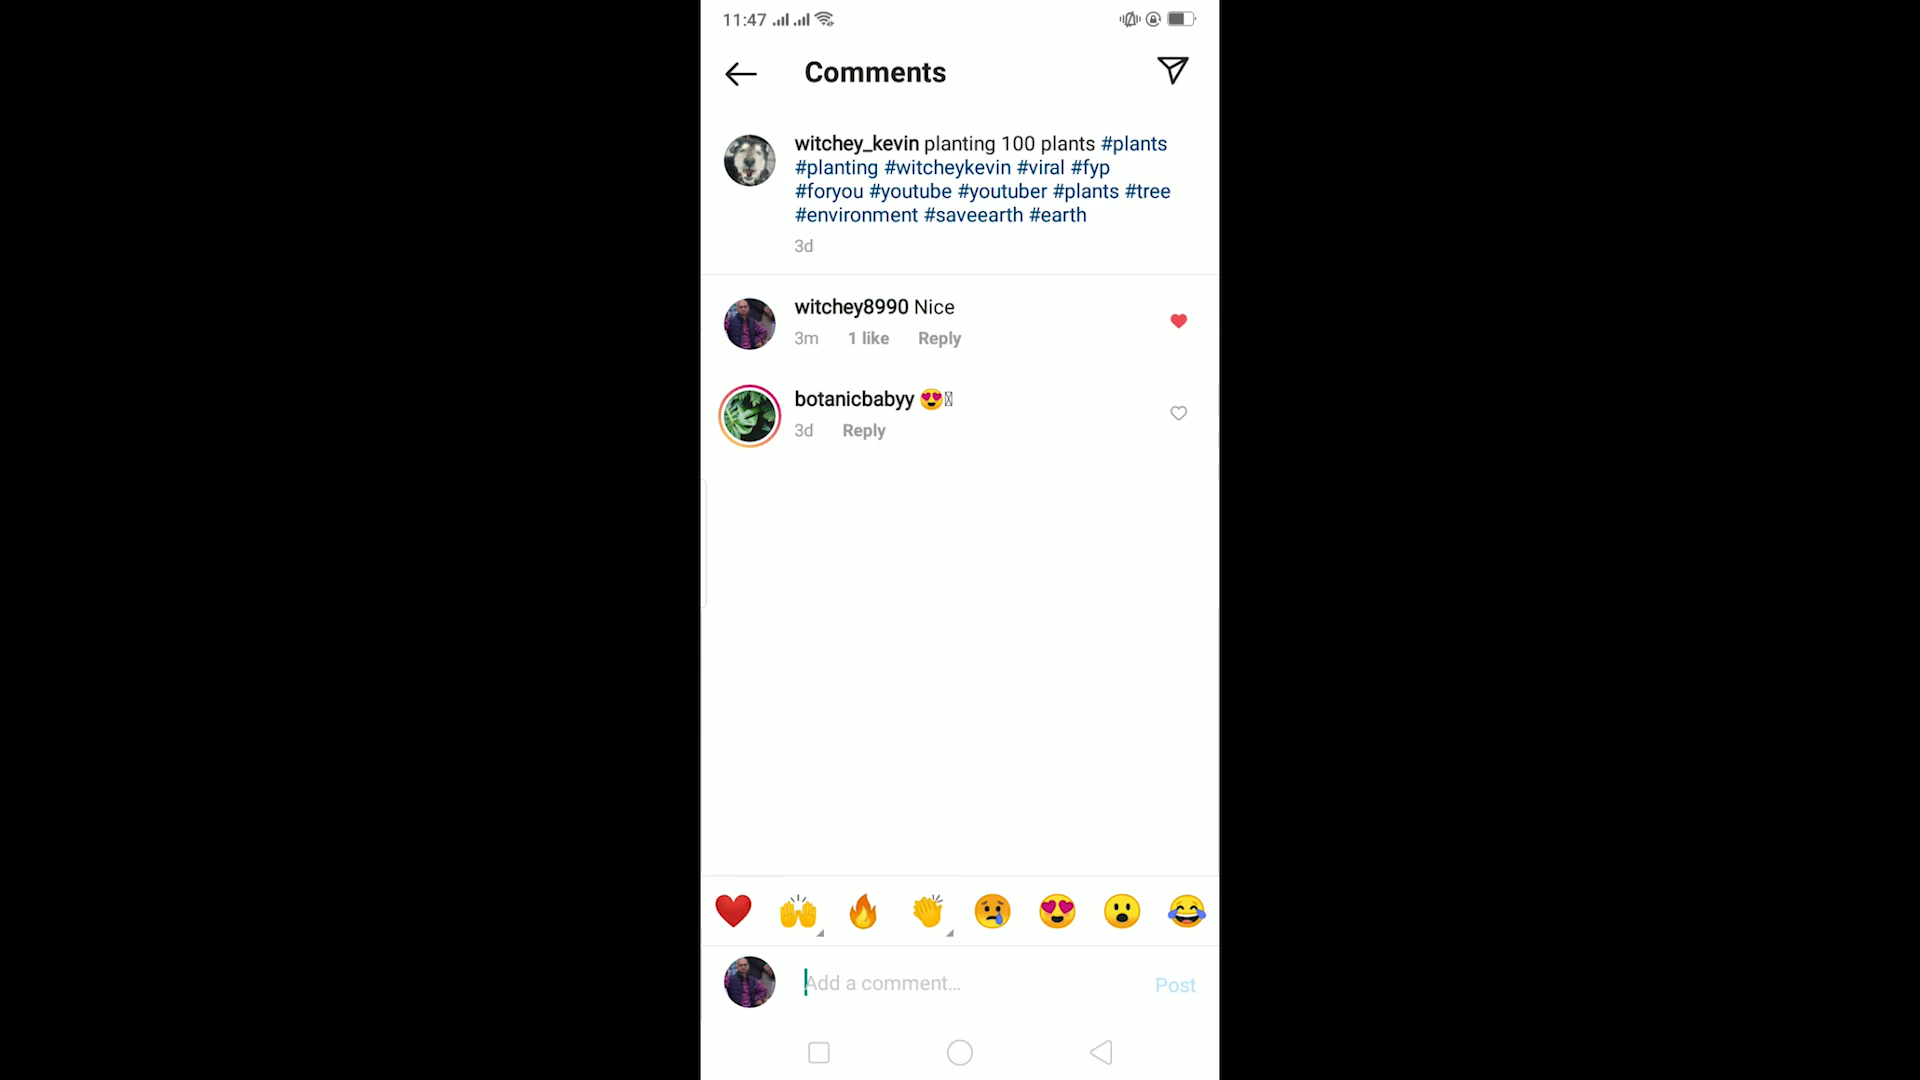 11:47
Comments
witchey_kevin planting 100 plants #plants
#planting #witcheykevin #viral #fyp
#foryou #youtube #youtuber #plants #tree
#environment #saveearth #earth
3d
witchey8990 Nice
3m 1 like Reply
botanicbabyy 😍
3d Reply
Add a comment...
Post